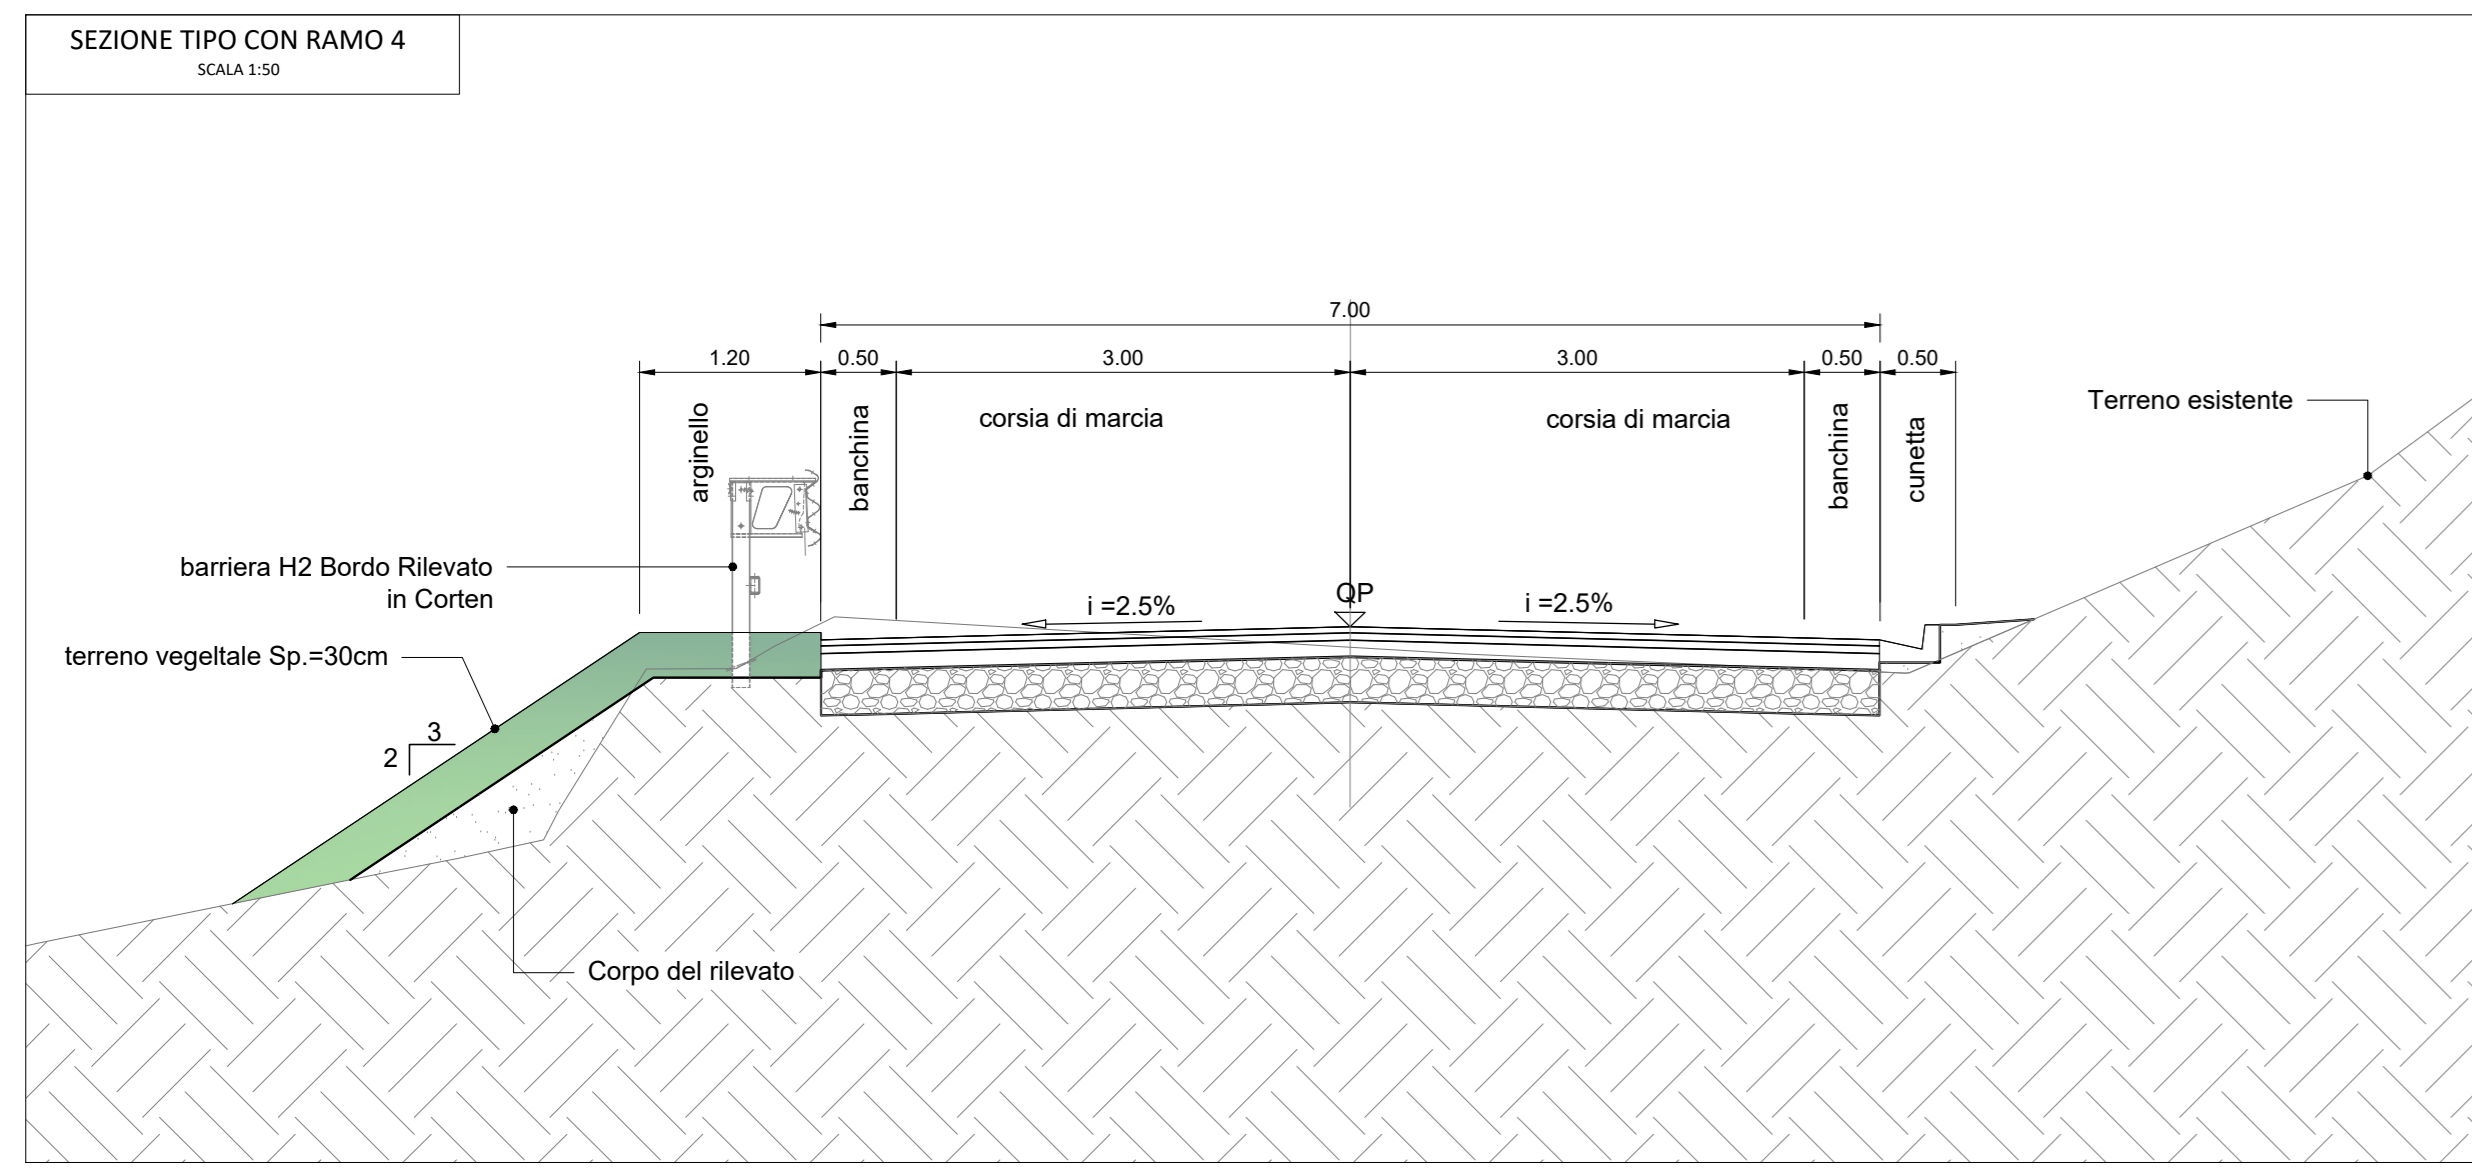 SEZIONE TIPO CON RAMO 4
SCALA 1:50
7.00
1.20
0.50
3.00
3.00
0.50
0.50
arginello
banchina
corsia di marcia
corsia di marcia
banchina
cunetta
Terreno esistente
barriera H2 Bordo Rilevato
in Corten
QP
i =2.5%
i =2.5%
terreno vegeltale Sp.=30cm
3
2
Corpo del rilevato